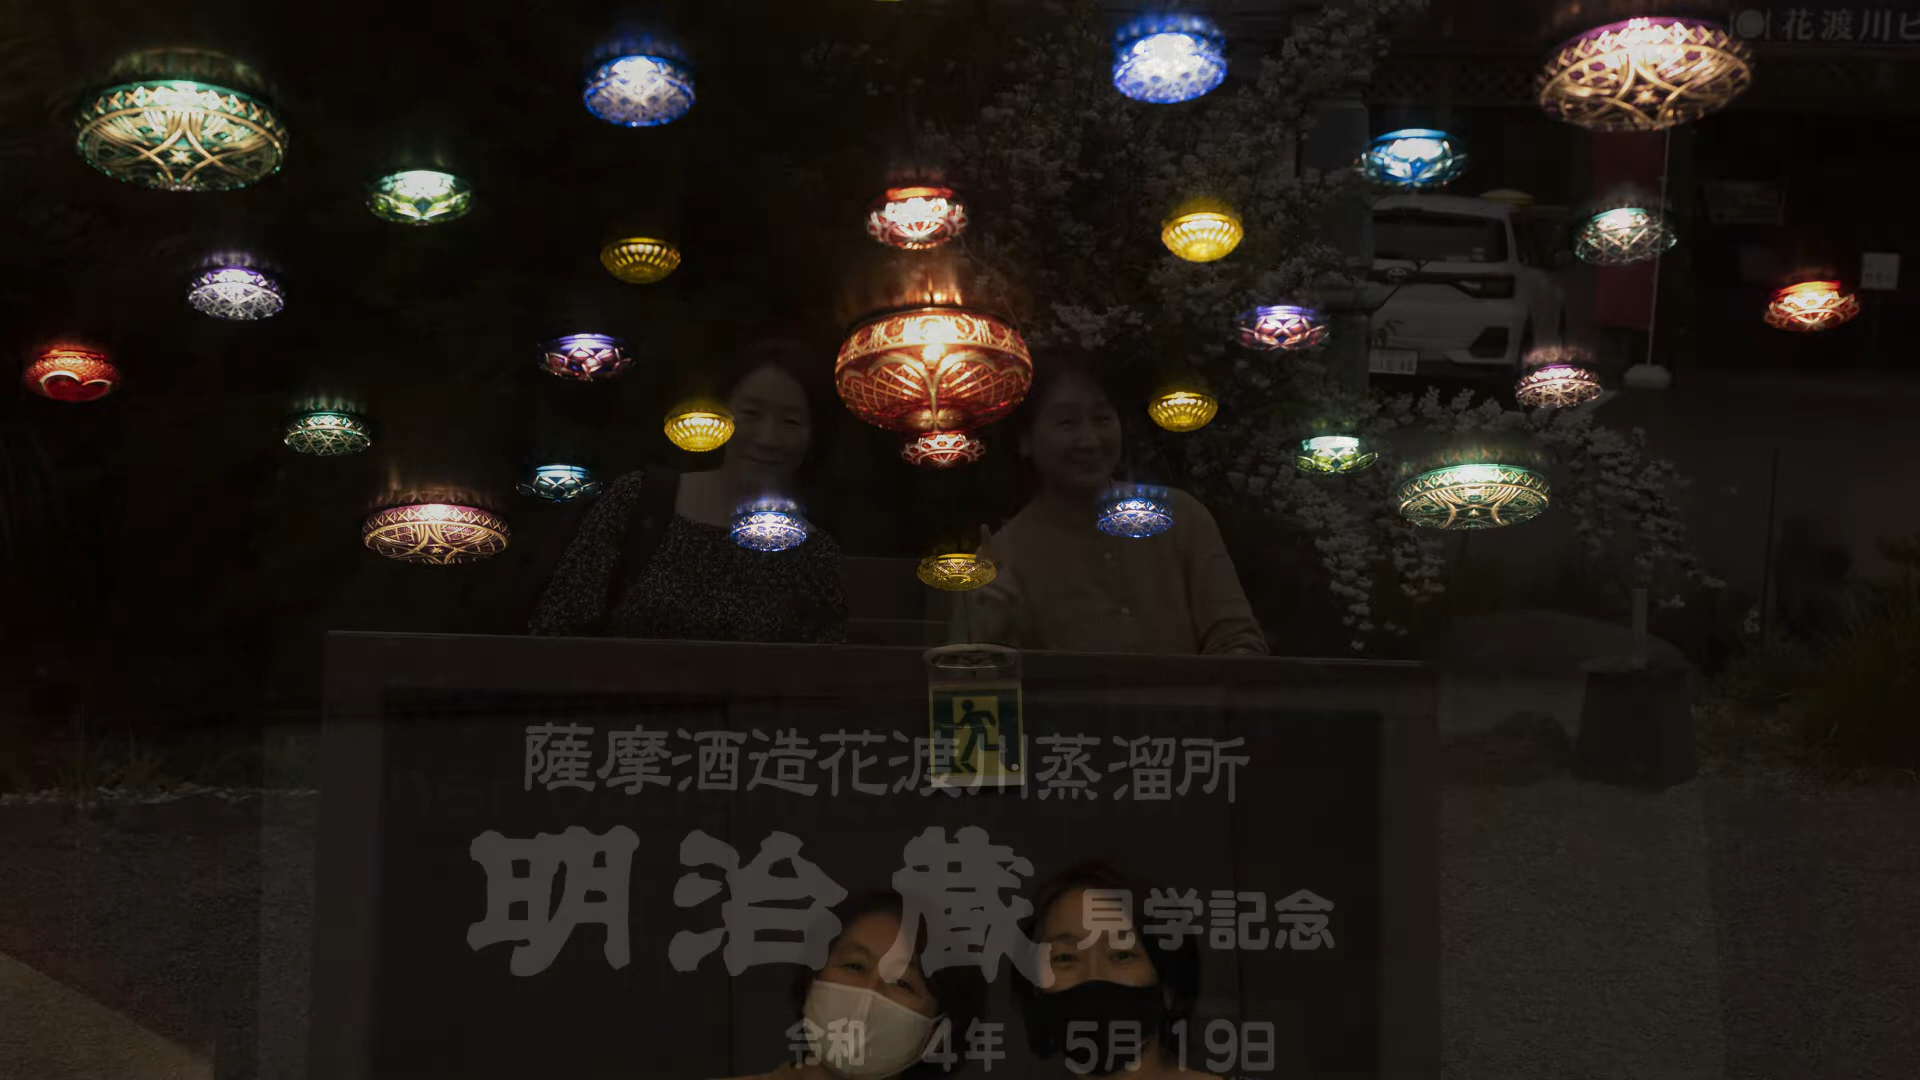 花渡川ビ
薩摩酒造花渡川蒸溜所
明治蔵 見学記念
令和 4年 5月19日